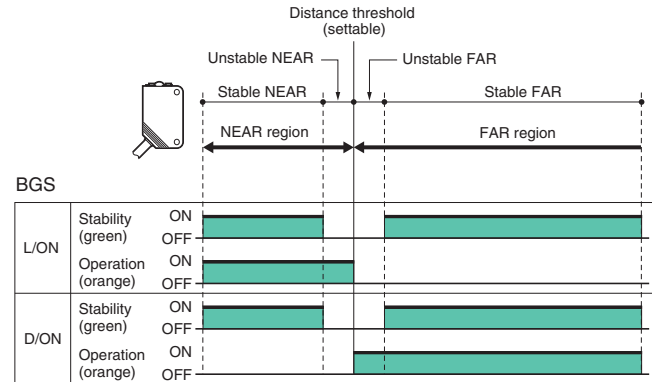 Distance threshold
(settable)
Unstable NEAR
Unstable FAR
Stable NEAR
Stable FAR
NEAR region
FAR region
BGS
L/ON
Stability
(green)
ON
OFF
Operation
(orange)
ON
OFF
D/ON
Stability
(green)
ON
OFF
Operation
(orange)
ON
OFF